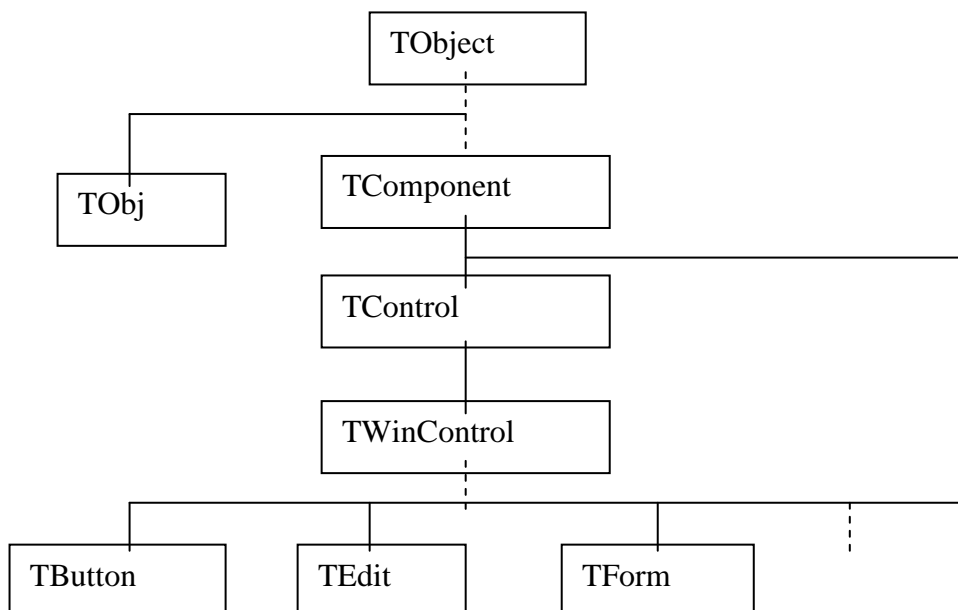 TObject
TObj
TComponent
TControl
TWinControl
TButton
TEdit
TForm